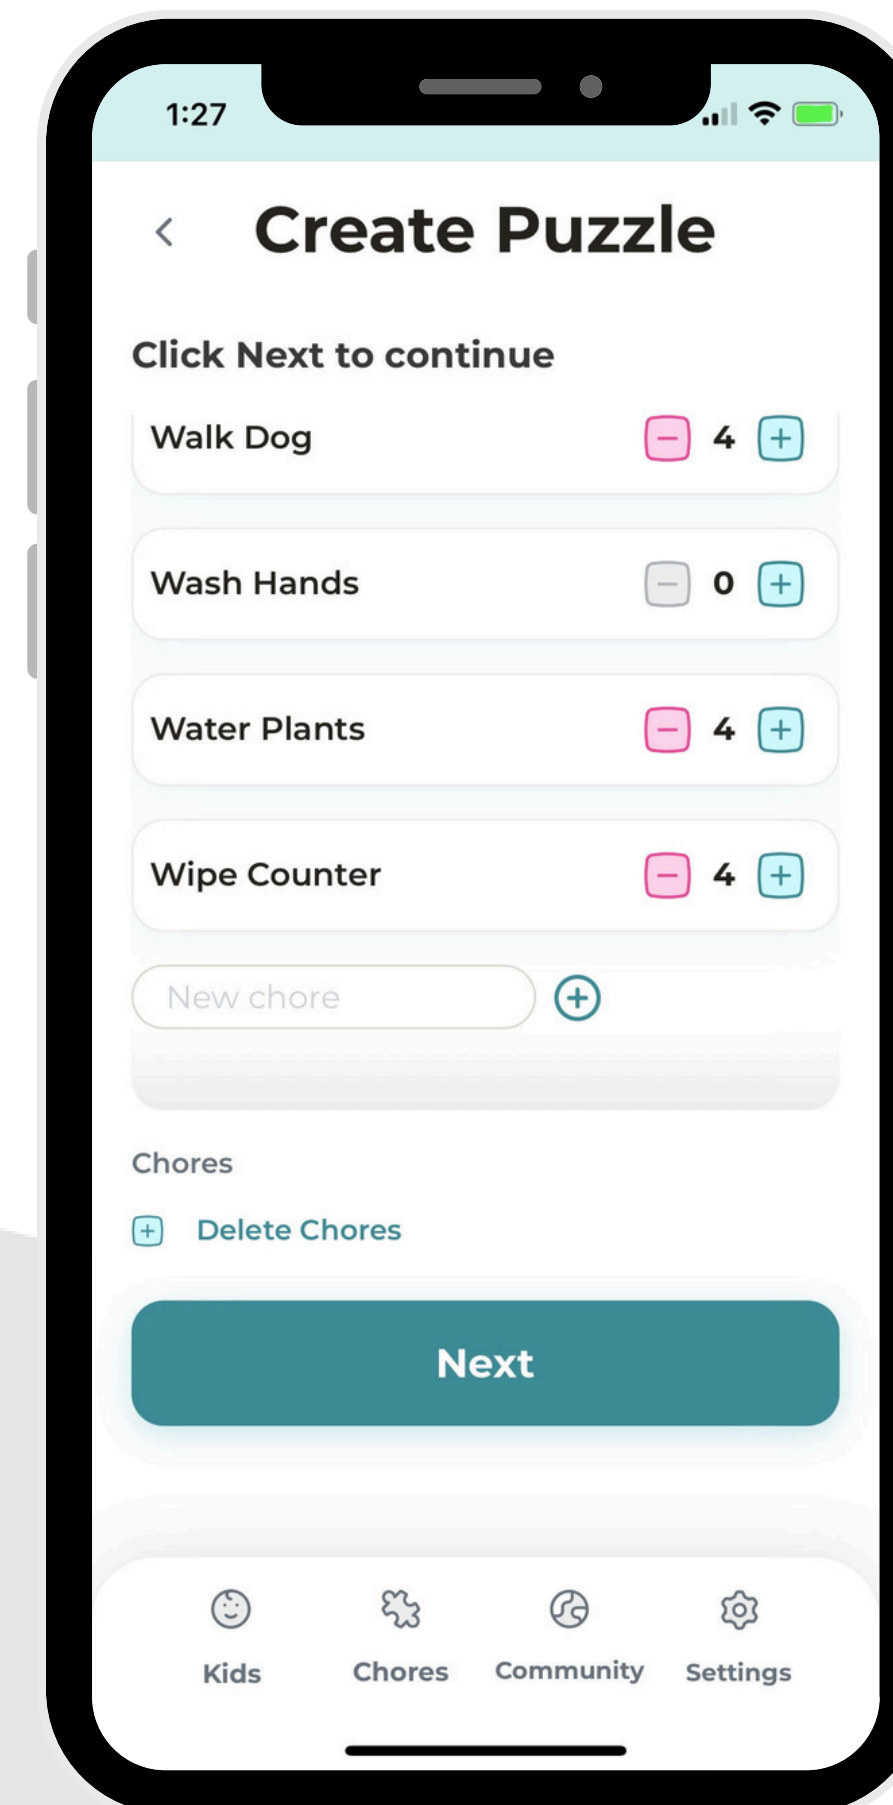 1:27
Create Puzzle
Click Next to continue
Walk Dog 4
Wash Hands 0
Water Plants 4
Wipe Counter 4
New chore
Chores
Delete Chores
Next
Kids Chores Community Settings